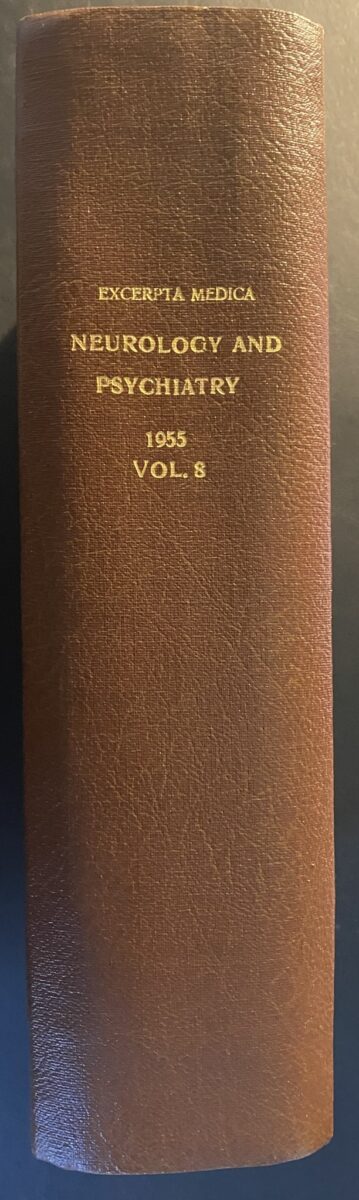 EXCERPTA MEDICA
NEUROLOGY AND
PSYCHIATRY
1955
VOL. 8